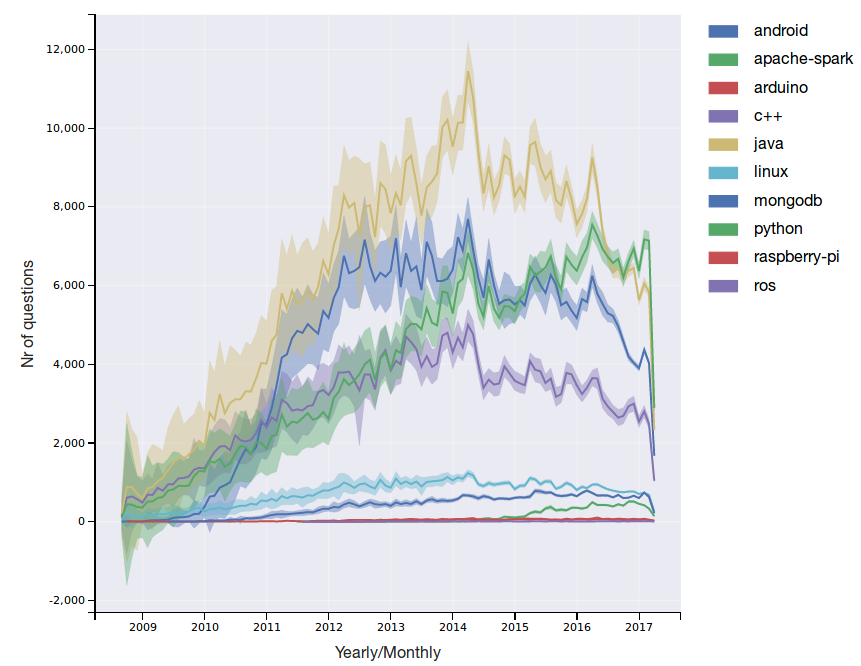 12,000
10,000
8,000
6,000
4,000
2,000
0
-2,000
Nr of questions
2009 2010 2011 2012 2013 2014 2015 2016 2017
Yearly/Monthly
android
apache-spark
arduino
c++
java
linux
mongodb
python
raspberry-pi
ros